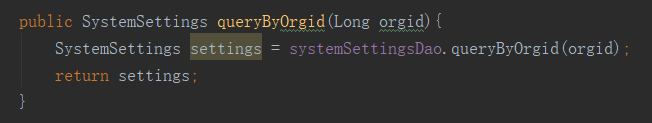 public SystemSettings queryByOrgid(Long orgid){
    SystemSettings settings = systemSettingsDao.queryByOrgid(orgid);
    return settings;
}